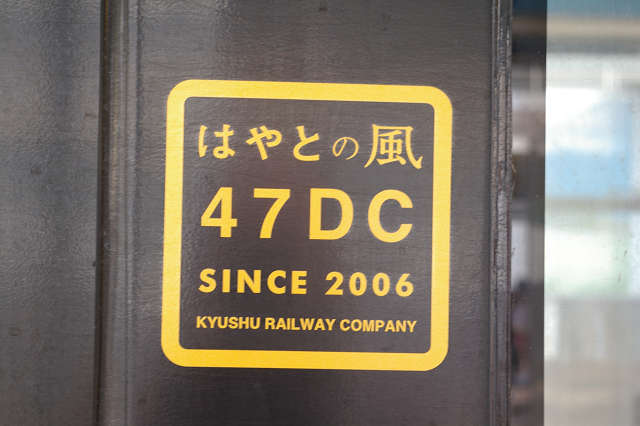 はやとの風
47DC
SINCE 2006
KYUSHU RAILWAY COMPANY